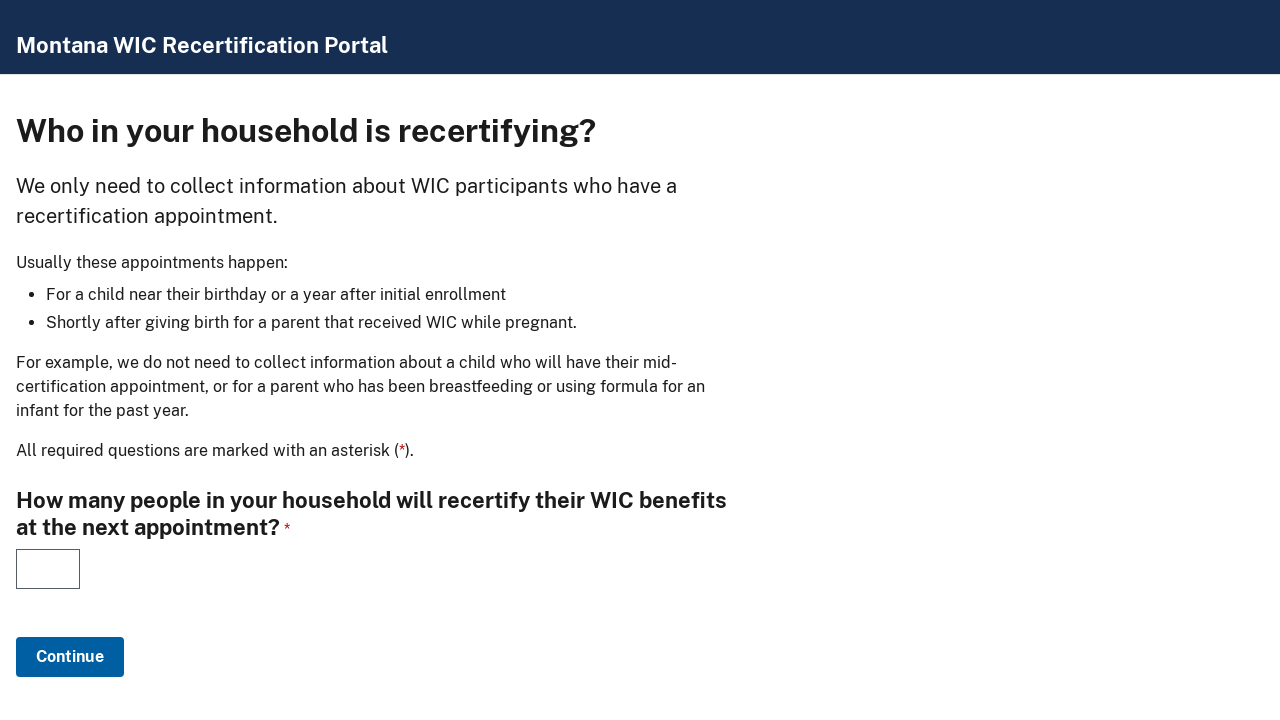 Montana WIC Recertification Portal
Who in your household is recertifying?
We only need to collect information about WIC participants who have a
recertification appointment.
Usually these appointments happen:
• For a child near their birthday or a year after initial enrollment
• Shortly after giving birth for a parent that received WIC while pregnant.
For example, we do not need to collect information about a child who will have their mid-
certification appointment, or for a parent who has been breastfeeding or using formula for an
infant for the past year.
All required questions are marked with an asterisk (*).
How many people in your household will recertify their WIC benefits
at the next appointment? *
Continue